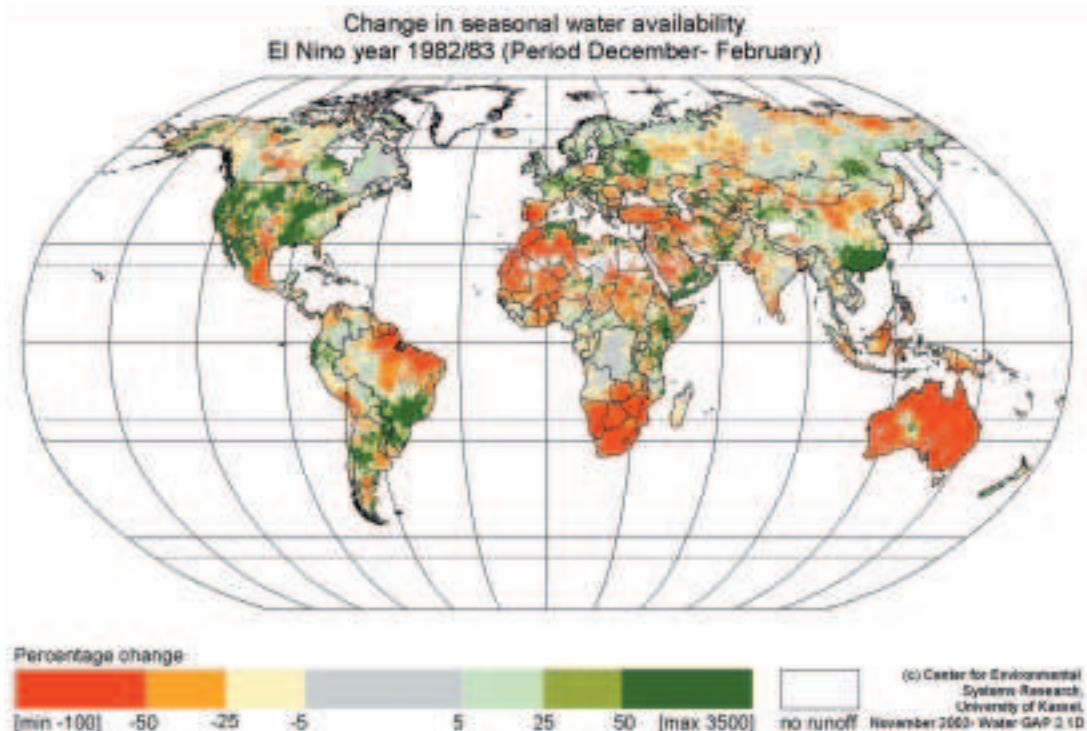 Change in seasonal water availability
El Nino year 1982/83 (Period December- February)
Percentage change
[min -100] -50 -25 -5 5 25 50 [max 3500]
no runoff
(c) Center for Environmental
Systems Research,
University of Kassel,
November 2003- Water GAP 2.1D